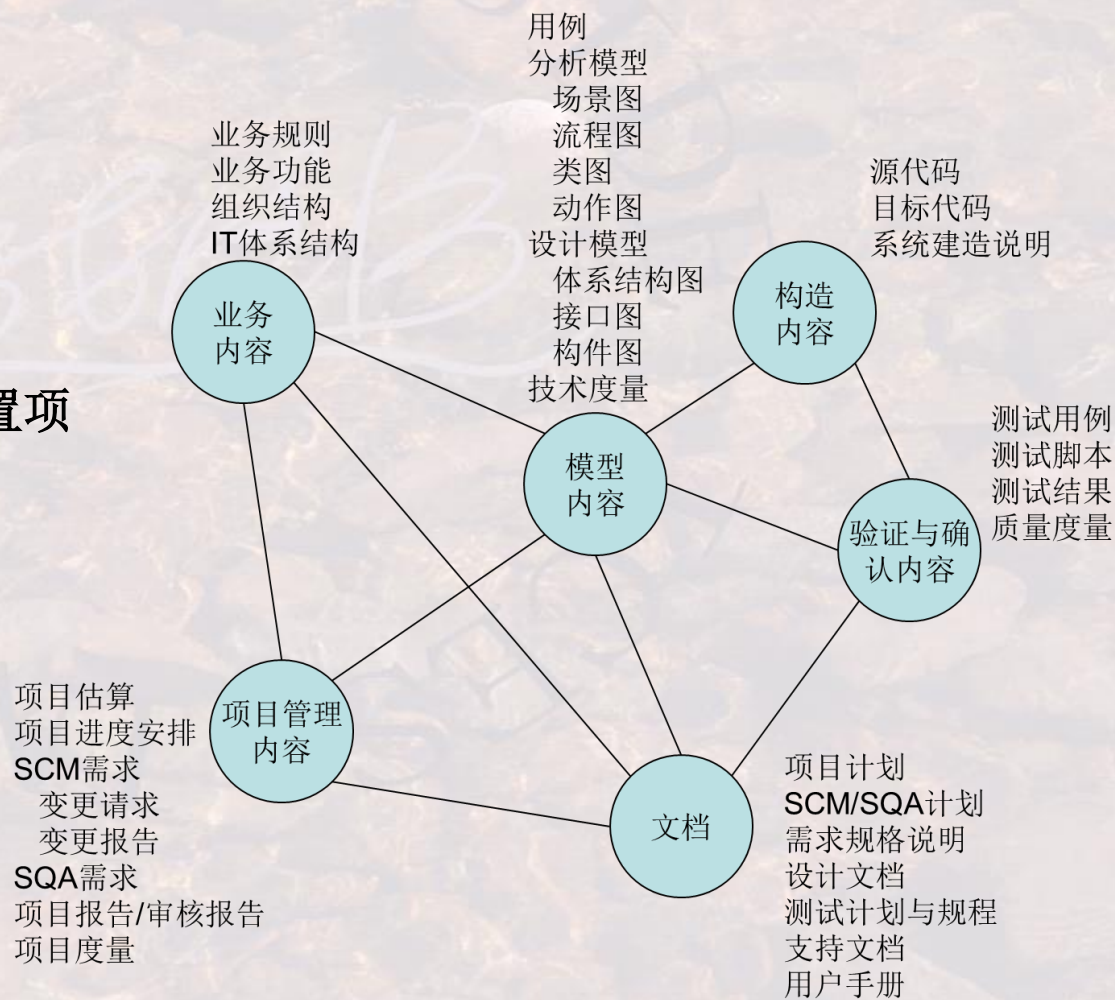 用例
分析模型
场景图
流程图
类图
动作图
设计模型
体系结构图
接口图
构件图
技术度量
业务规则
业务功能
组织结构
IT体系结构
源代码
目标代码
系统建造说明
业务
内容
构造
内容
置项
模型
内容
测试用例
测试脚本
测试结果
质量度量
验证与确
认内容
项目估算
项目进度安排
SCM需求
变更请求
变更报告
SQA需求
项目报告/审核报告
项目度量
项目管理
内容
文档
项目计划
SCM/SQA计划
需求规格说明
设计文档
测试计划与规程
支持文档
用户手册